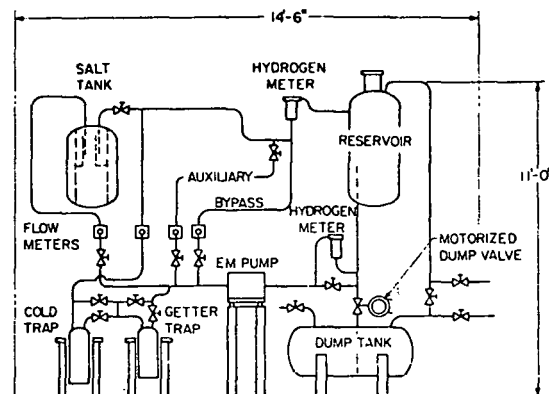 14'-6"
SALT
TANK
HYDROGEN
METER
RESERVOIR
11'-0"
AUXILIARY
BYPASS
HYDROGEN
METER
FLOW
METERS
MOTORIZED
DUMP VALVE
EM PUMP
COLD
TRAP
GETTER
TRAP
DUMP TANK